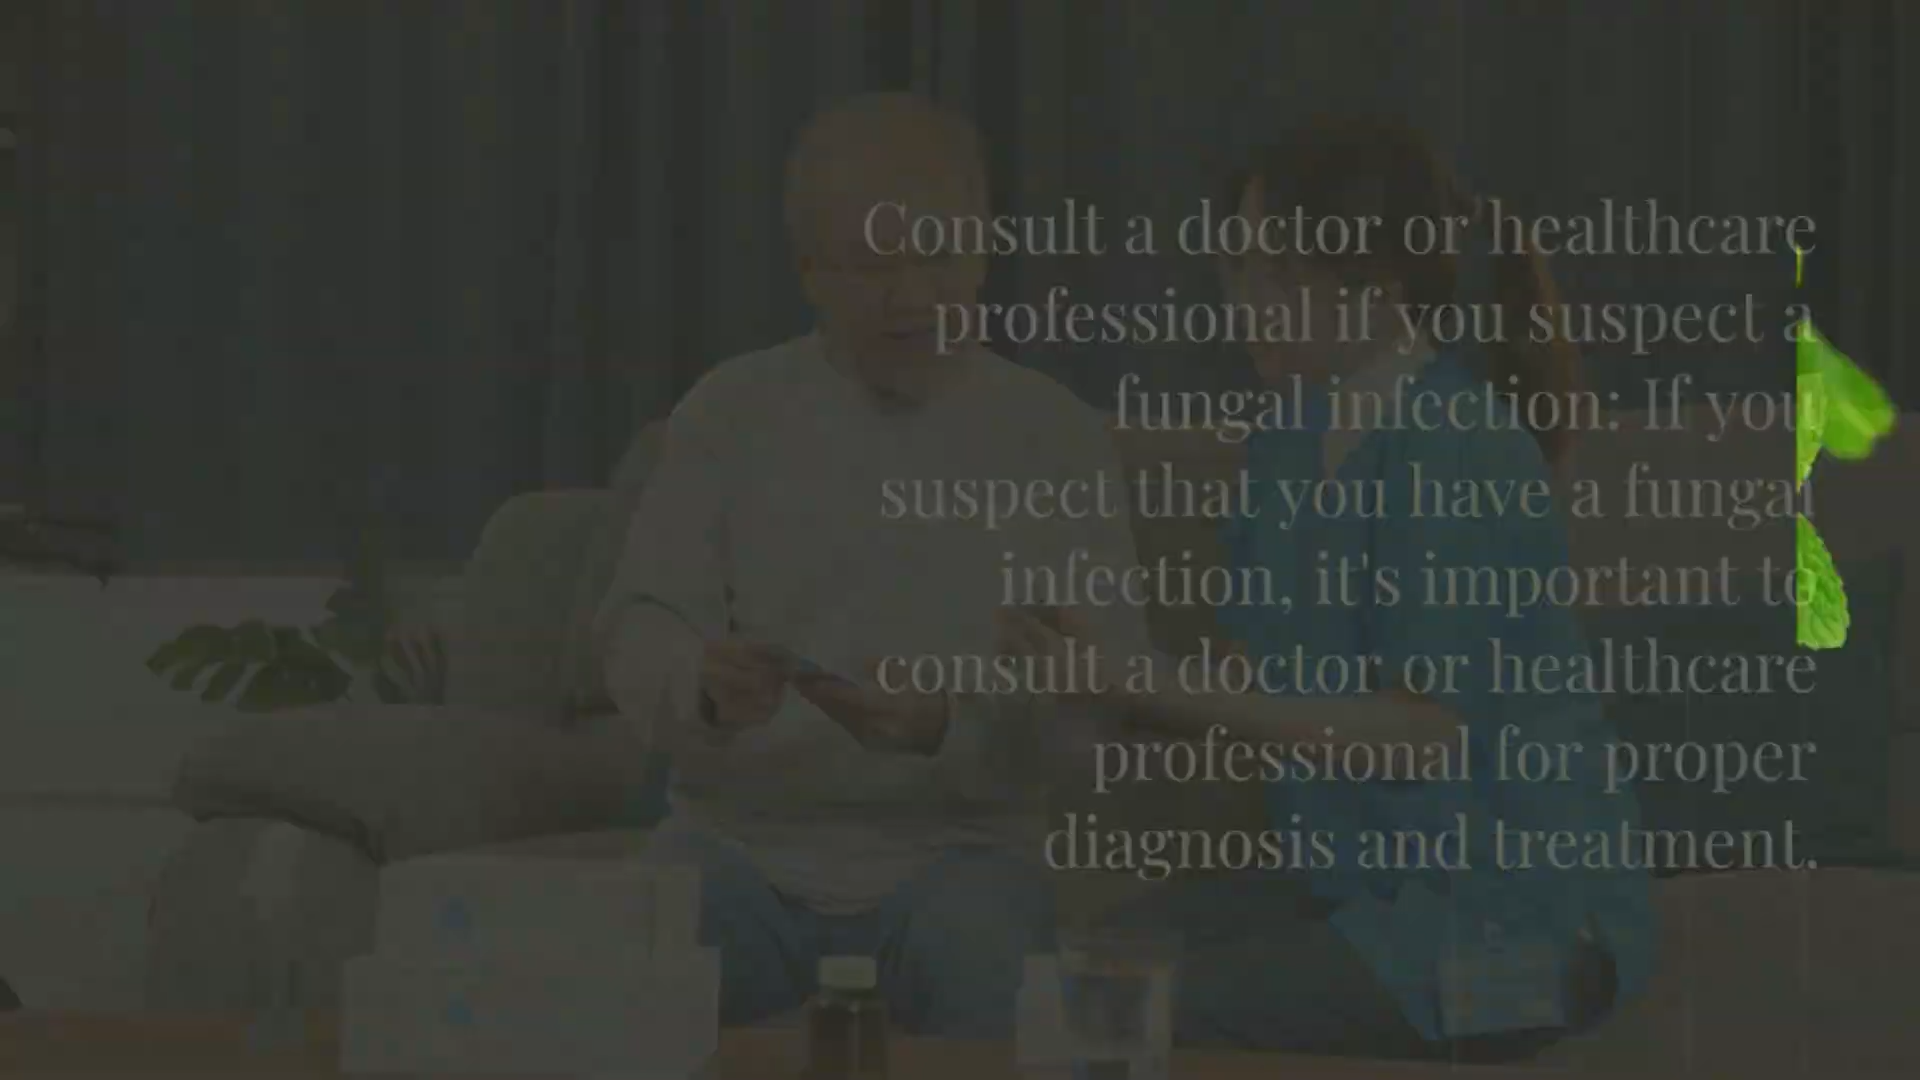 Consult a doctor or healthcare
professional if you suspect a
fungal infection: If you
suspect that you have a fungal
infection, it's important to
consult a doctor or healthcare
professional for proper
diagnosis and treatment.